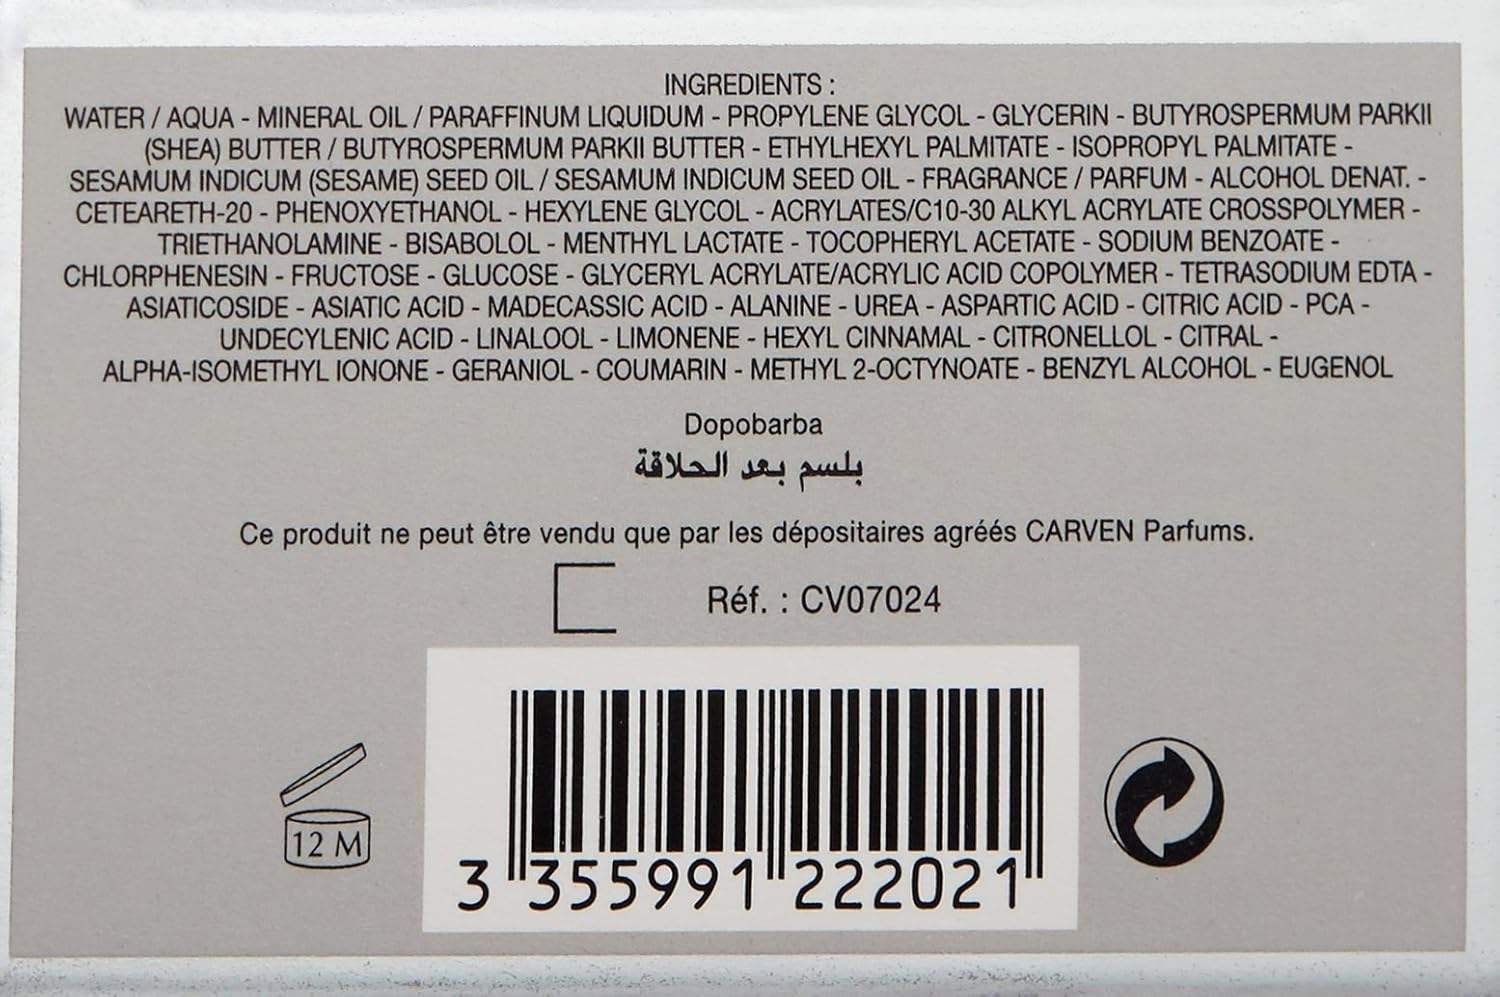 INGREDIENTS :
WATER / AQUA - MINERAL OIL / PARAFFINUM LIQUIDUM - PROPYLENE GLYCOL - GLYCERIN - BUTYROSPERMUM PARKII
(SHEA) BUTTER / BUTYROSPERMUM PARKII BUTTER - ETHYLHEXYL PALMITATE - ISOPROPYL PALMITATE -
SESAMUM INDICUM (SESAME) SEED OIL / SESAMUM INDICUM SEED OIL - FRAGRANCE / PARFUM - ALCOHOL DENAT. -
CETEARETH-20 - PHENOXYETHANOL - HEXYLENE GLYCOL - ACRYLATES/C10-30 ALKYL ACRYLATE CROSSPOLYMER -
TRIETHANOLAMINE - BISABOLOL - MENTHYL LACTATE - TOCOPHERYL ACETATE - SODIUM BENZOATE -
CHLORPHENESIN - FRUCTOSE - GLUCOSE - GLYCERYL ACRYLATE/ACRYLIC ACID COPOLYMER - TETRASODIUM EDTA -
ASIATICOSIDE - ASIATIC ACID - MADECASSIC ACID - ALANINE - UREA - ASPARTIC ACID - CITRIC ACID - PCA -
UNDECYLENIC ACID - LINALOOL - LIMONENE - HEXYL CINNAMAL - CITRONELLOL - CITRAL -
ALPHA-ISOMETHYL IONONE - GERANIOL - COUMARIN - METHYL 2-OCTYNOATE - BENZYL ALCOHOL - EUGENOL
Dopobarba
بلسم بعد الحلاقة
Ce produit ne peut être vendu que par les dépositaires agréés CARVEN Parfums.
Réf. : CV07024
12 M
3 355991 222021